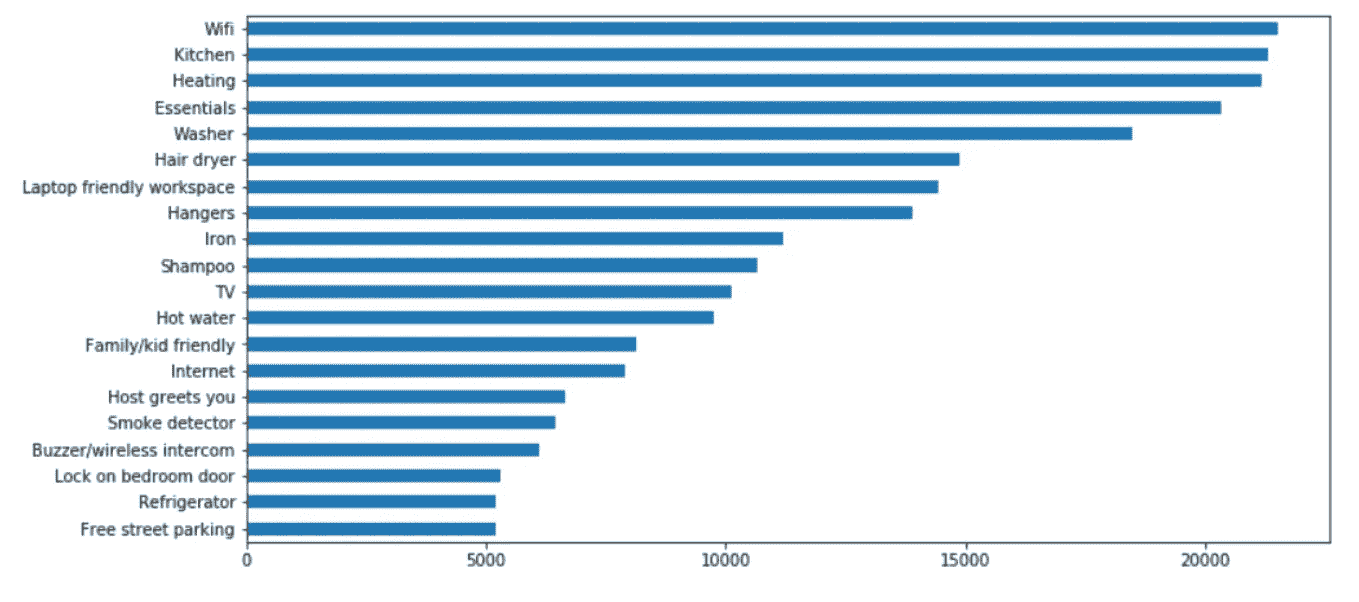 Wifi
Kitchen
Heating
Essentials
Washer
Hair dryer
Laptop friendly workspace
Hangers
Iron
Shampoo
TV
Hot water
Family/kid friendly
Internet
Host greets you
Smoke detector
Buzzer/wireless intercom
Lock on bedroom door
Refrigerator
Free street parking
0 5000 10000 15000 20000